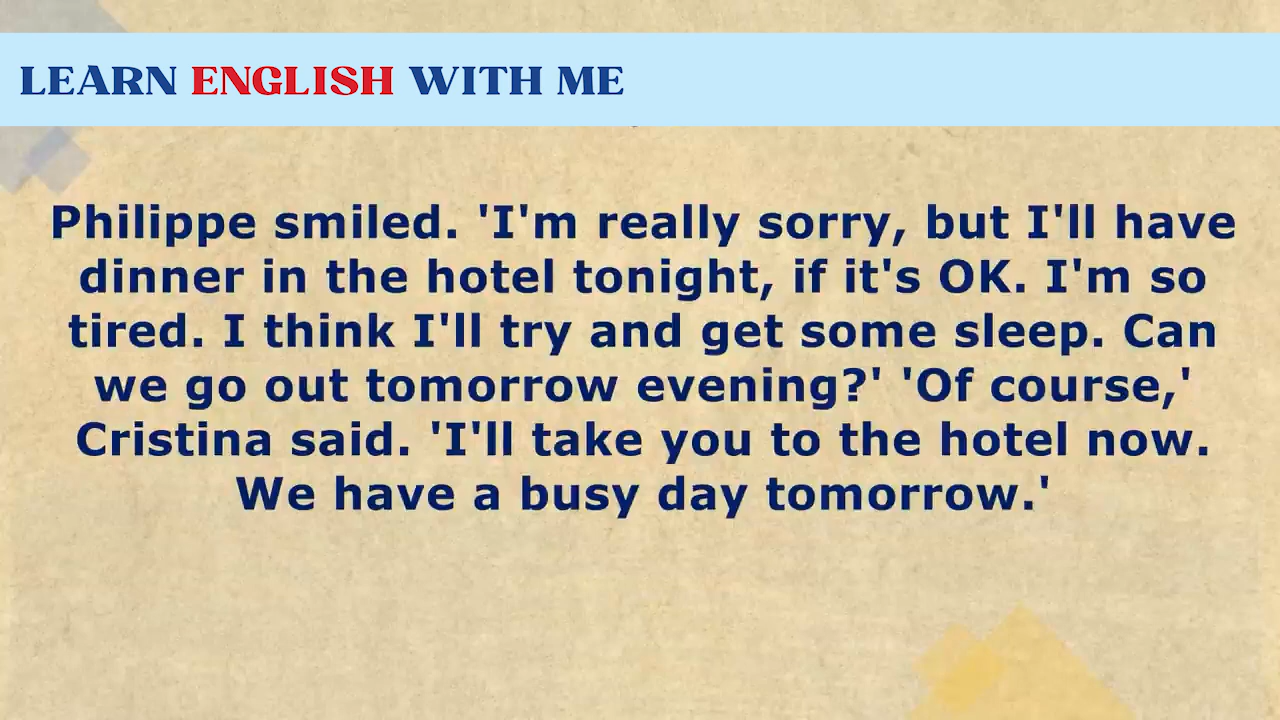 LEARN ENGLISH WITH ME
Philippe smiled. 'I'm really sorry, but I'll have
dinner in the hotel tonight, if it's OK. I'm so
tired. I think I'll try and get some sleep. Can
we go out tomorrow evening?' 'Of course,'
Cristina said. 'I'll take you to the hotel now.
We have a busy day tomorrow.'